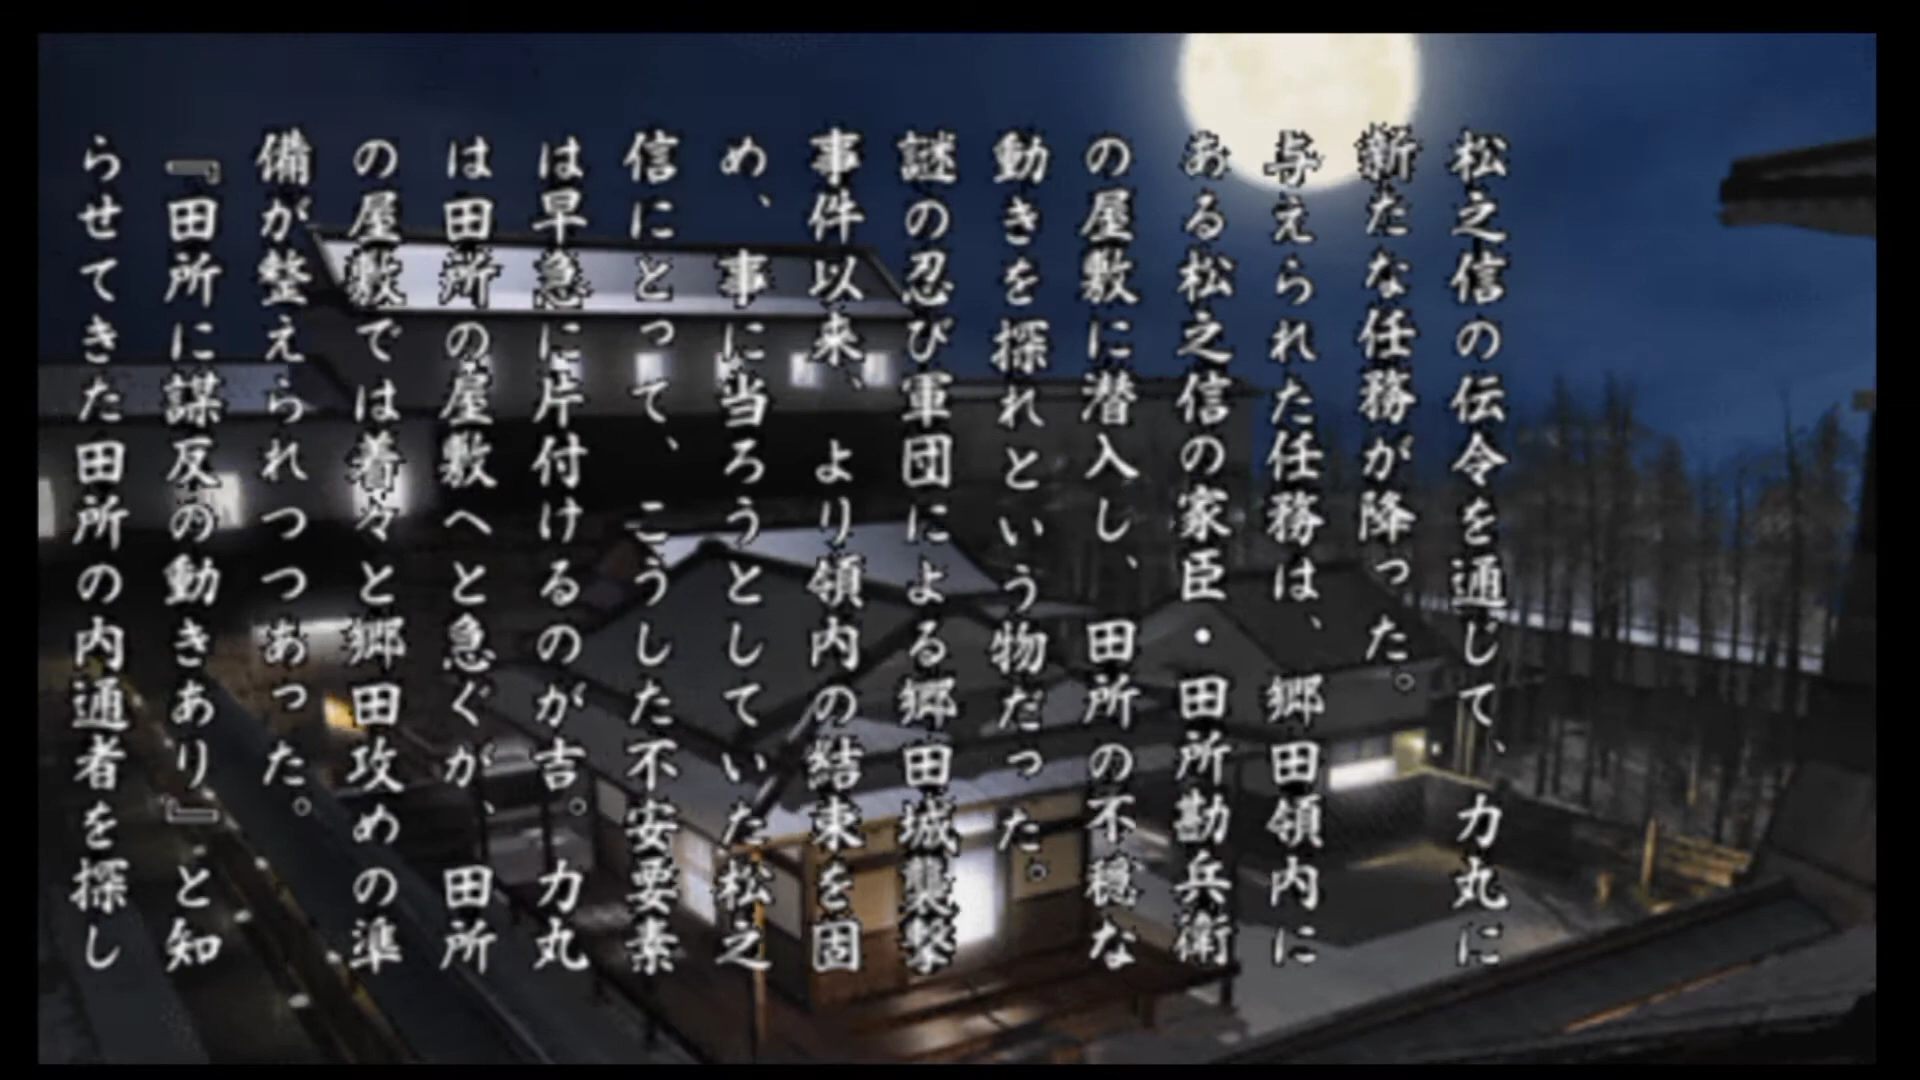 松之信の伝令を通じて、力丸に
新たな任務が降った。
与えられた任務は、郷田領内に
ある松之信の家臣・田所勘兵衛
の屋敷に潜入し、田所の不穏な
動きを探れという物だった。
謎の忍び軍団による郷田城襲撃
事件以来、より領内の結束を固
め、事に当ろうとしていた松之
信にとって、こうした不安要素
は早急に片付けるのが吉。力丸
は田所の屋敷へと急ぐが、田所
の屋敷では着々と郷田攻めの準
備が整えられつつあった。
『田所に謀反の動きあり』と知
らせてきた田所の内通者を探し